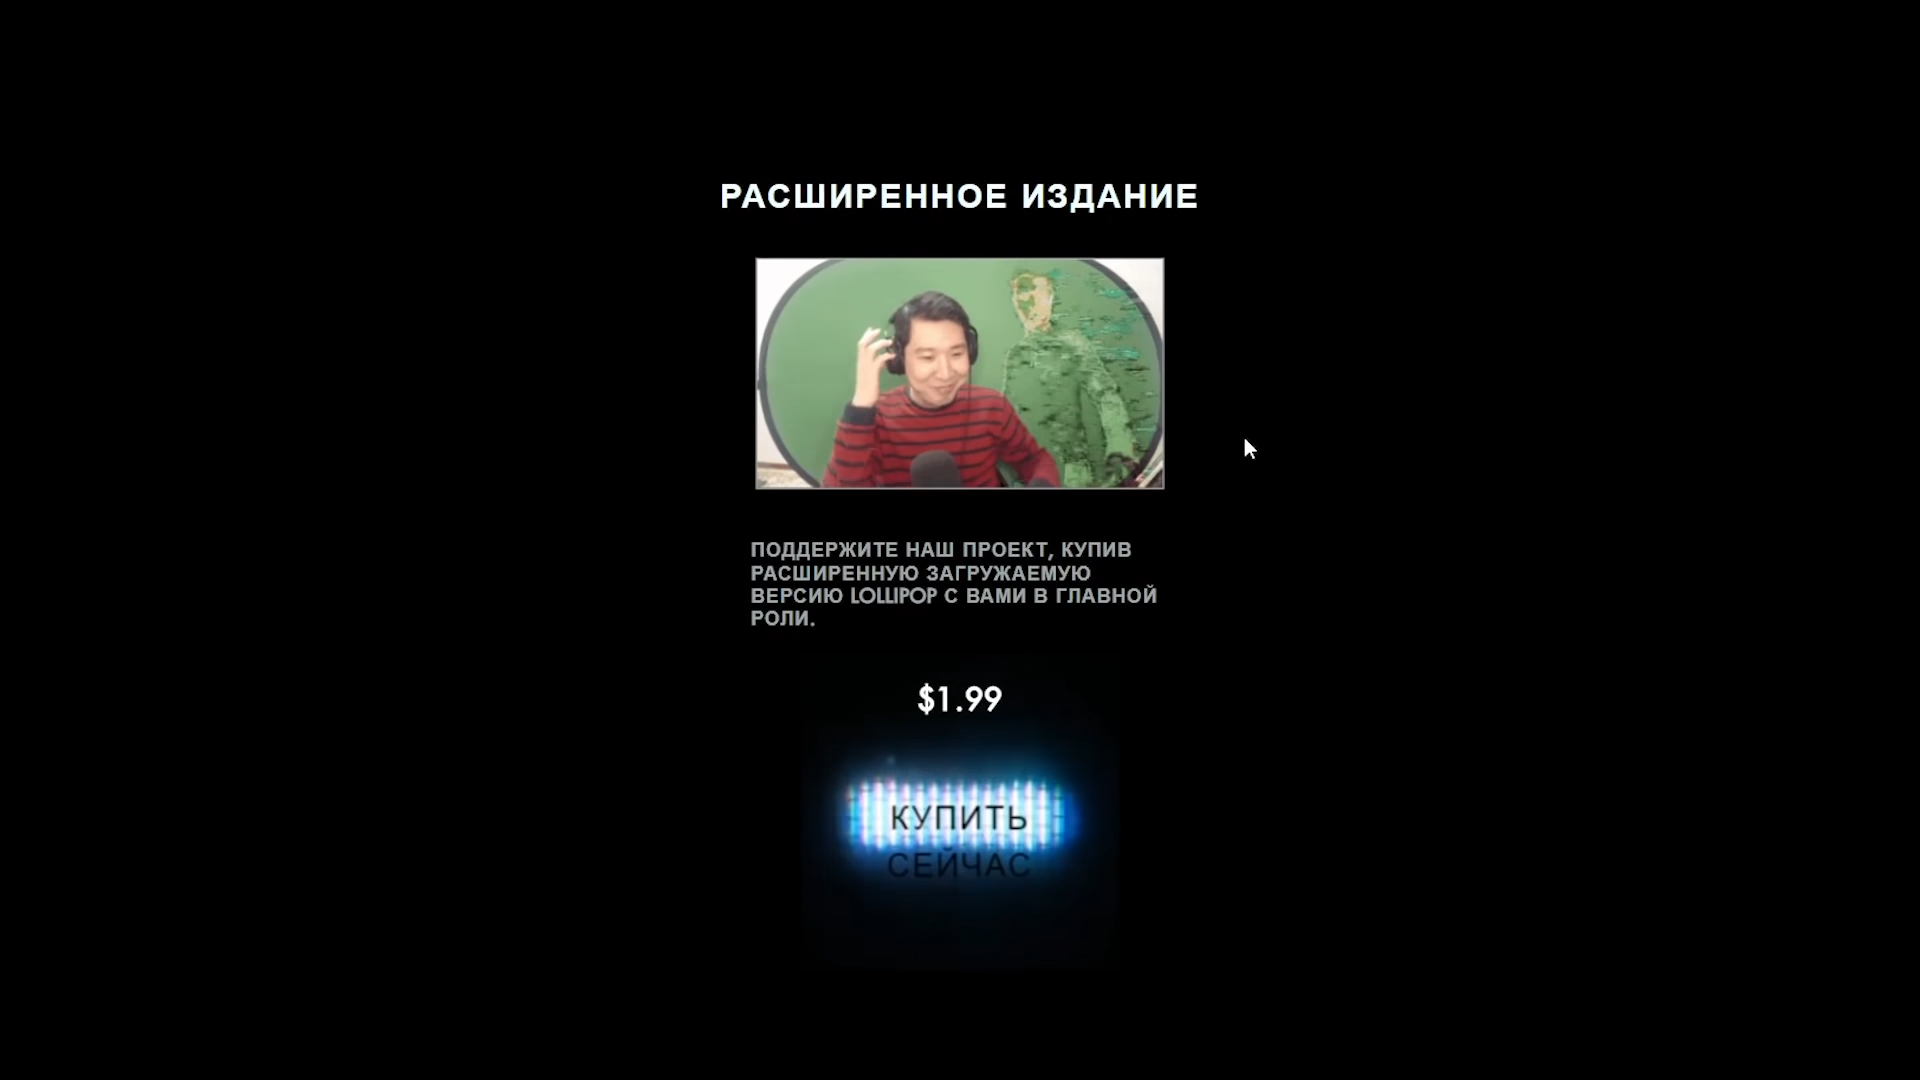 РАСШИРЕННОЕ ИЗДАНИЕ
ПОДДЕРЖИТЕ НАШ ПРОЕКТ, КУПИВ
РАСШИРЕННУЮ ЗАГРУЖАЕМУЮ
ВЕРСИЮ LOLLIPOP С ВАМИ В ГЛАВНОЙ
РОЛИ.
$1.99
КУПИТЬ
СЕЙЧАС